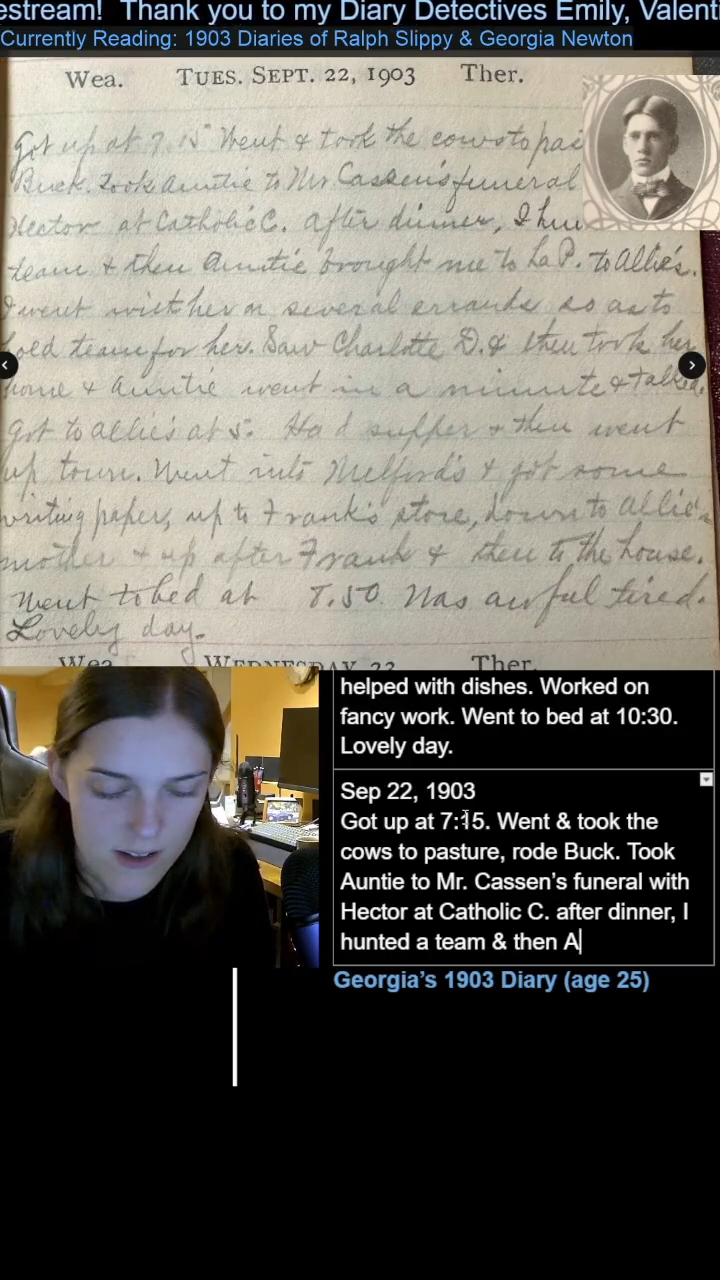 estream!  Thank you to my Diary Detectives Emily, Valent
Currently Reading: 1903 Diaries of Ralph Slippy & Georgia Newton
Wea. TUES. SEPT. 22, 1903 Ther.
Got up at 7.15 Went & took the cows to pas
Buck. Took Auntie to Mr Cassen's funeral
Hector at Catholic C. after dinner, I hun
team & then Auntie brought me to La P. to Allie's.
I went with her on several errands so as to
hold team for her. Saw Charlotte D. & then took her
home & Auntie went in a minute & talked.
Got to Allie's at 5. Had supper & then went
up town. Went into Melford's & got some
writing paper, up to Frank's store, down to Allie's
mother & up after Frank & then to the house.
Went to bed at 8.50. Was awful tired.
Lovely day.
Wea. WEDNESDAY 23 Ther.
helped with dishes. Worked on
fancy work. Went to bed at 10:30.
Lovely day.
Sep 22, 1903
Got up at 7:15. Went & took the
cows to pasture, rode Buck. Took
Auntie to Mr. Cassen's funeral with
Hector at Catholic C. after dinner, I
hunted a team & then A
Georgia's 1903 Diary (age 25)